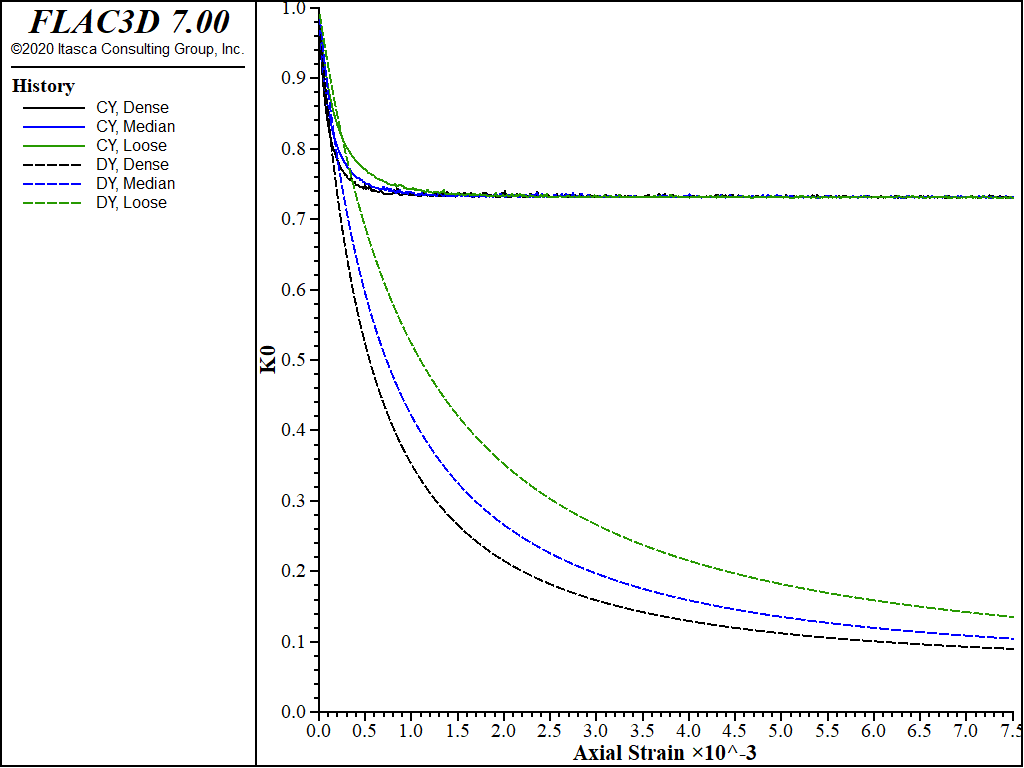 FLAC3D 7.00
©2020 Itasca Consulting Group, Inc.
History
CY, Dense
CY, Median
CY, Loose
DY, Dense
DY, Median
DY, Loose
1.0
0.9
0.8
0.7
0.6
0.5
0.4
0.3
0.2
0.1
0.0
K0
0.0 0.5 1.0 1.5 2.0 2.5 3.0 3.5 4.0 4.5 5.0 5.5 6.0 6.5 7.0 7.5
Axial Strain ×10^-3